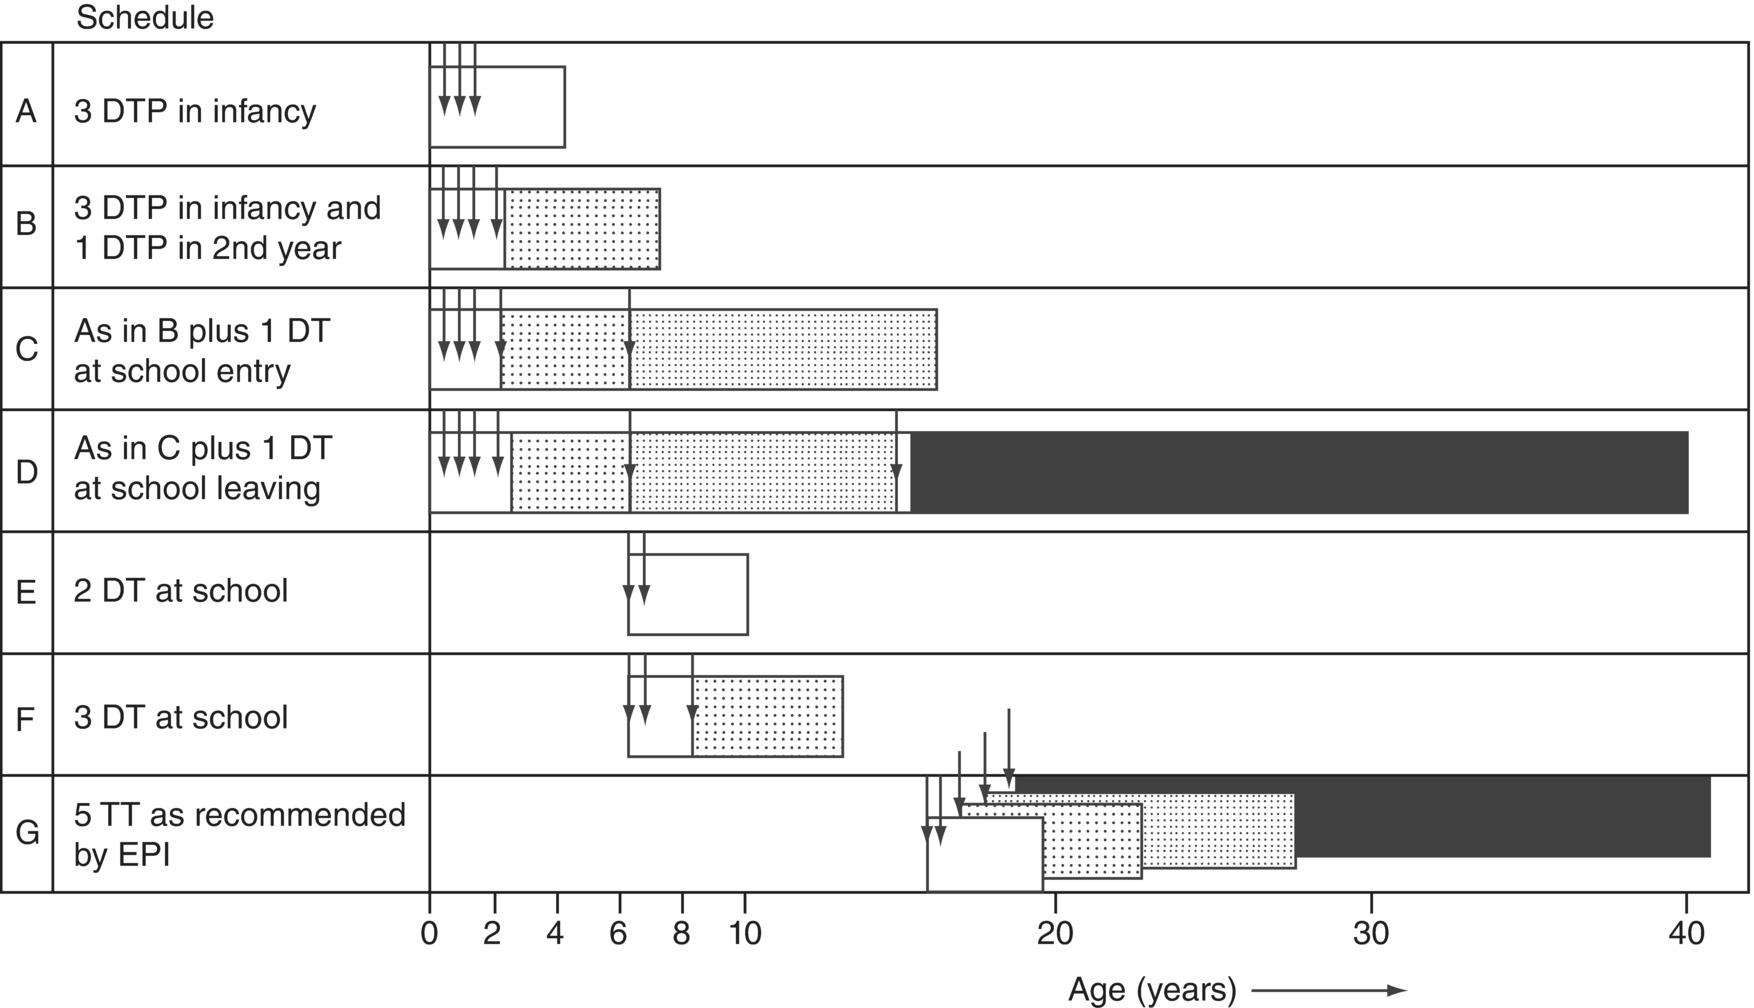 Schedule
A
3 DTP in infancy
B
3 DTP in infancy and
1 DTP in 2nd year
C
As in B plus 1 DT
at school entry
D
As in C plus 1 DT
at school leaving
E
2 DT at school
F
3 DT at school
G
5 TT as recommended
by EPI
0 2 4 6 8 10 20 30 40
Age (years)